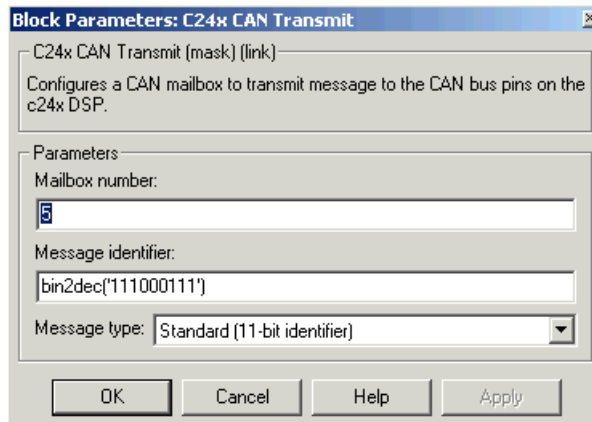 Block Parameters: C24x CAN Transmit
C24x CAN Transmit (mask) (link)
Configures a CAN mailbox to transmit message to the CAN bus pins on the
c24x DSP.
Parameters
Mailbox number:
5
Message identifier:
bin2dec('111000111')
Message type: Standard (11-bit identifier)
OK Cancel Help Apply